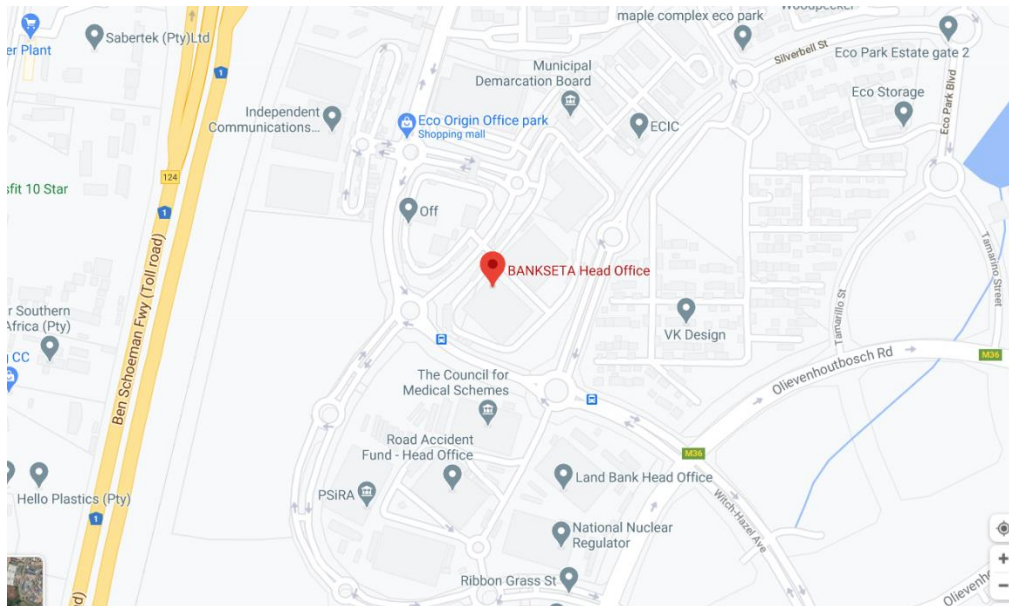 Woodpecker
maple complex eco park
Sabertek (Pty)Ltd
er Plant
Silverbell St
Eco Park Estate gate 2
1
Municipal
Demarcation Board
Eco Storage
Eco Park Blvd
Independent
Communications...
Eco Origin Office park
Shopping mall
ECIC
124
sfit 10 Star
1
Off
BANKSETA Head Office
Tamarino Street
Ben Schoeman Fwy (Toll road)
r Southern
Africa (Pty)
VK Design
Tamarillo St
CC
Olievenhoutbosch Rd
M36
The Council for
Medical Schemes
Road Accident
Fund - Head Office
M36
Land Bank Head Office
PSiRA
Hello Plastics (Pty)
1
Witch-Hazel Ave
National Nuclear
Regulator
Ribbon Grass St
Olievenho
d)
+
−